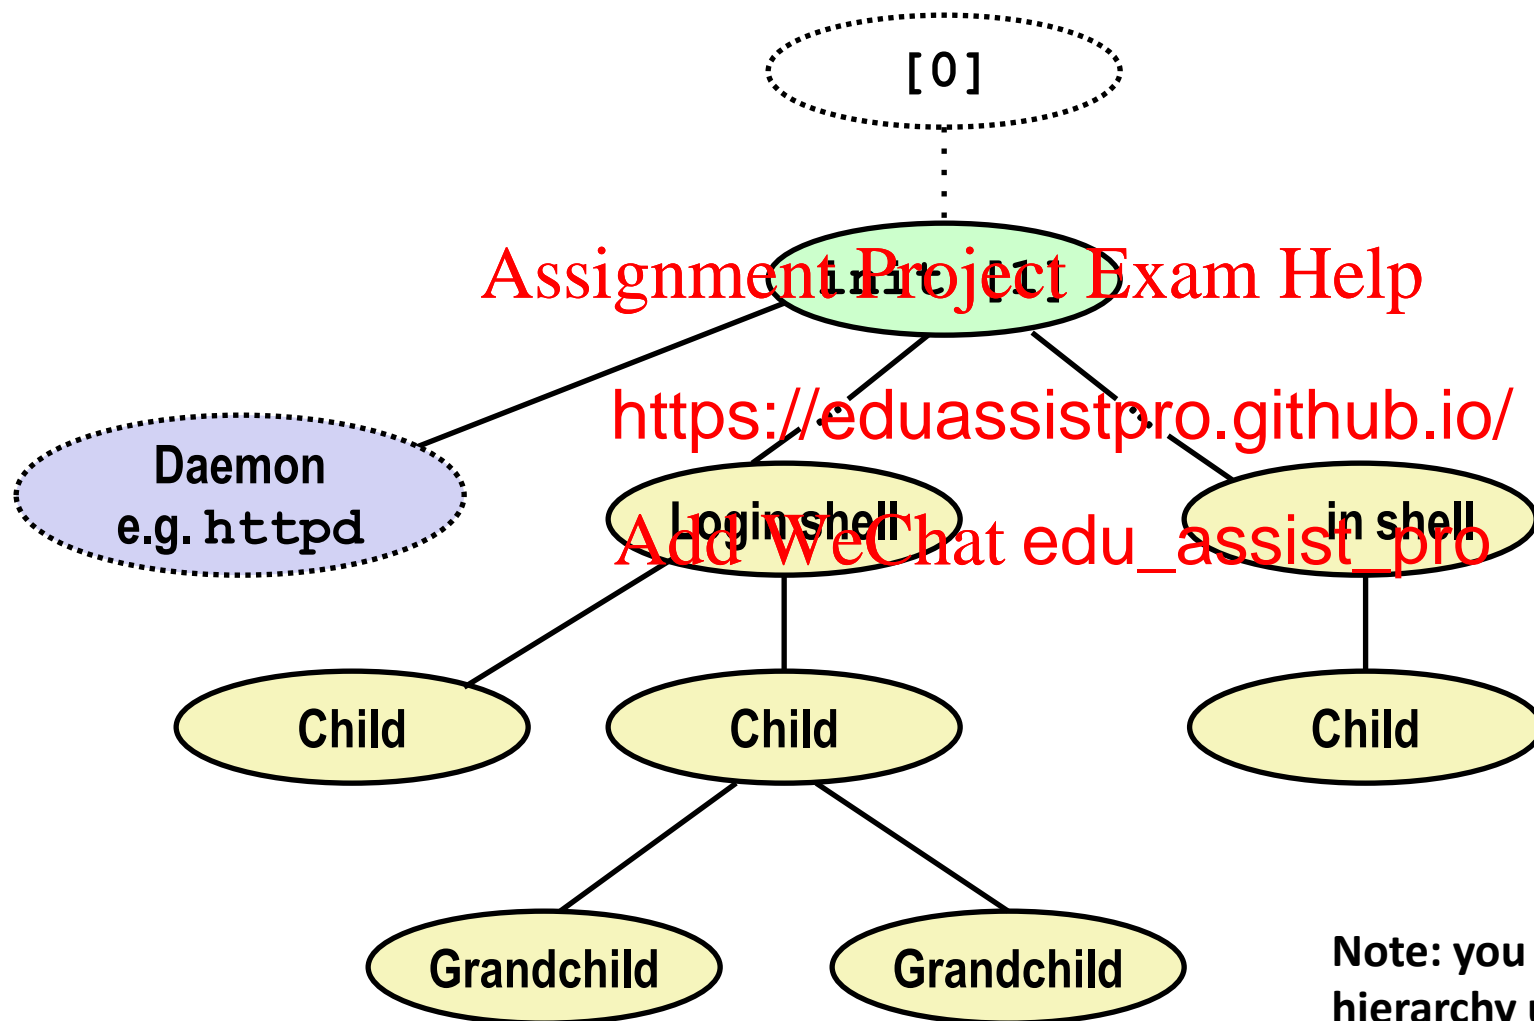 [0]
init [1]
Assignment Project Exam Help
https://eduassistpro.github.io/
Daemon
e.g. httpd
Login shell
in shell
Add WeChat edu_assist_pro
Child
Child
Child
Grandchild
Grandchild
Note: you
hierarchy